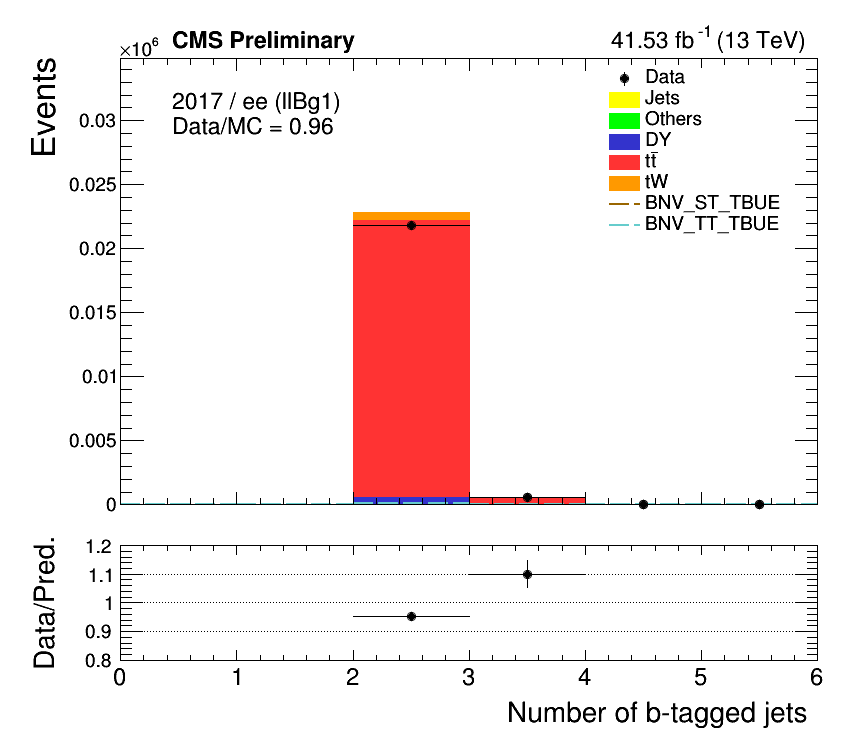 ×10⁶ CMS Preliminary 41.53 fb⁻¹ (13 TeV)
Events
2017 / ee (llBg1)
Data/MC = 0.96
Data
Jets
Others
DY
tt̄
tW
BNV_ST_TBUE
BNV_TT_TBUE
0.03
0.025
0.02
0.015
0.01
0.005
0
Data/Pred.
1.2
1.1
1
0.9
0.8
0 1 2 3 4 5 6
Number of b-tagged jets